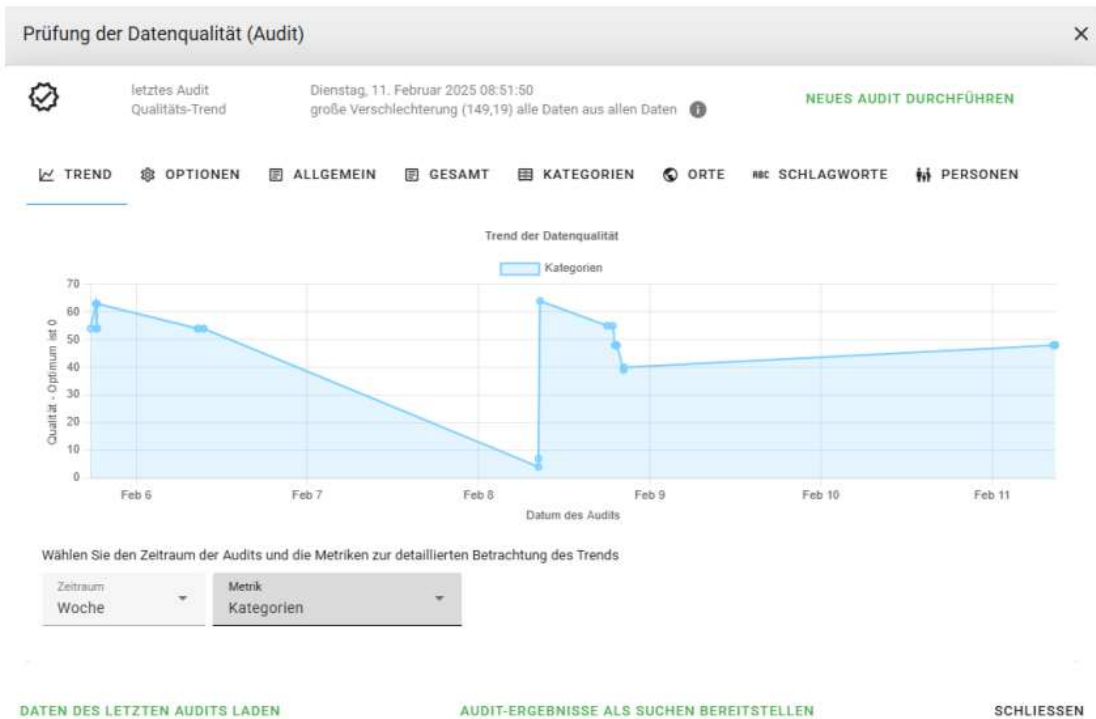 Prüfung der Datenqualität (Audit)
letztes Audit Dienstag, 11. Februar 2025 08:51:50
Qualitäts-Trend große Verschlechterung (149,19) alle Daten aus allen Daten
NEUES AUDIT DURCHFÜHREN
TREND OPTIONEN ALLGEMEIN GESAMT KATEGORIEN ORTE ABC SCHLAGWORTE PERSONEN
Trend der Datenqualität
Kategorien
Qualität - Optimum ist 0
70
60
50
40
30
20
10
0
Feb 6 Feb 7 Feb 8 Feb 9 Feb 10 Feb 11
Datum des Audits
Wählen Sie den Zeitraum der Audits und die Metriken zur detaillierten Betrachtung des Trends
Zeitraum Metrik
Woche Kategorien
DATEN DES LETZTEN AUDITS LADEN AUDIT-ERGEBNISSE ALS SUCHEN BEREITSTELLEN SCHLIESSEN